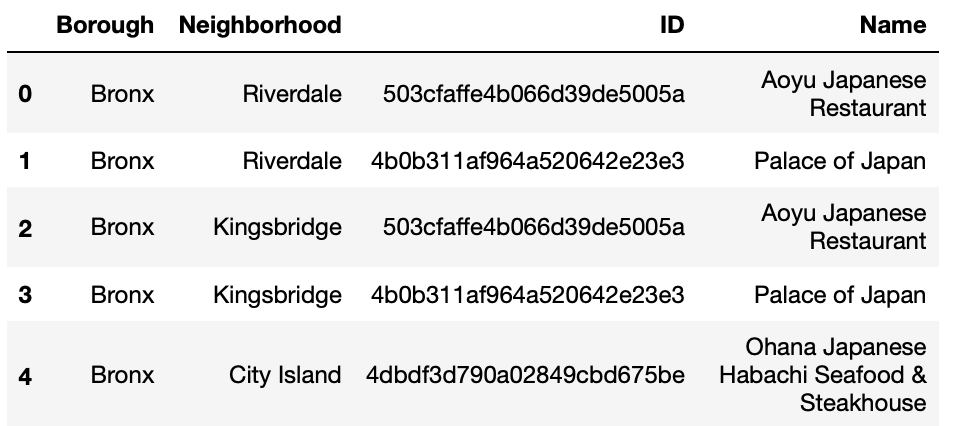 Borough Neighborhood ID Name
0 Bronx Riverdale 503cfaffe4b066d39de5005a Aoyu Japanese
Restaurant
1 Bronx Riverdale 4b0b311af964a520642e23e3 Palace of Japan
2 Bronx Kingsbridge 503cfaffe4b066d39de5005a Aoyu Japanese
Restaurant
3 Bronx Kingsbridge 4b0b311af964a520642e23e3 Palace of Japan
4 Bronx City Island 4dbdf3d790a02849cbd675be Ohana Japanese
Habachi Seafood &
Steakhouse